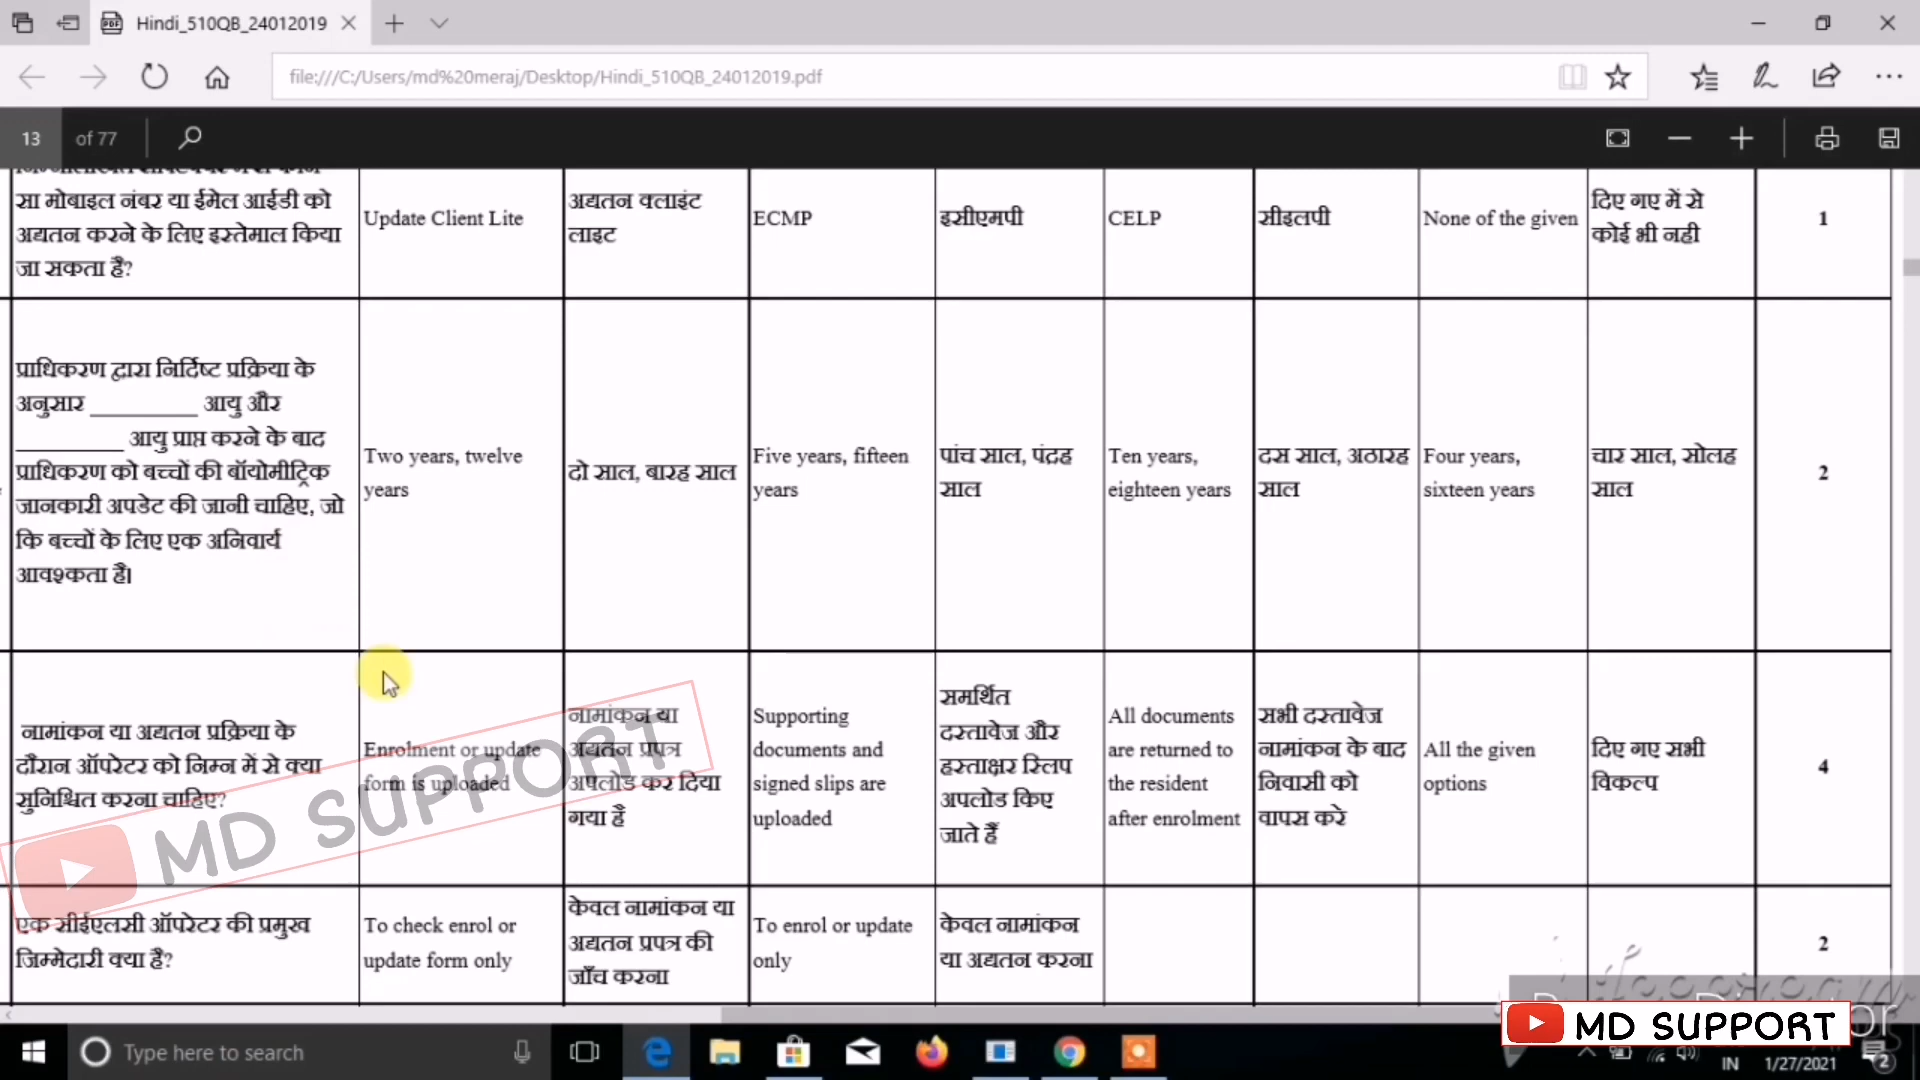 Hindi_510QB_24012019
file:///C:/Users/md%20meraj/Desktop/Hindi_510QB_24012019.pdf
13 of 77
सा मोबाइल नंबर या ईमेल आईडी को
अद्यतन करने के लिए इस्तेमाल किया
जा सकता है?
Update Client Lite
अद्यतन क्लाइंट
लाइट
ECMP
इसीएमपी
CELP
सीइलपी
None of the given
दिए गए में से
कोई भी नही
1
प्राधिकरण द्वारा निर्दिष्ट प्रक्रिया के
अनुसार __________ आयु और
__________ आयु प्राप्त करने के बाद
प्राधिकरण को बच्चों की बॉयोमीट्रिक
जानकारी अपडेट की जानी चाहिए, जो
कि बच्चों के लिए एक अनिवार्य
आवश्कता है।
Two years, twelve
years
दो साल, बारह साल
Five years, fifteen
years
पांच साल, पंद्रह
साल
Ten years,
eighteen years
दस साल, अठारह
साल
Four years,
sixteen years
चार साल, सोलह
साल
2
नामांकन या अद्यतन प्रक्रिया के
दौरान ऑपरेटर को निम्न में से क्या
सुनिश्चित करना चाहिए?
Enrolment or update
form is uploaded
नामांकन या
अद्यतन प्रपत्र
अपलोड कर दिया
गया हैं
Supporting
documents and
signed slips are
uploaded
समर्थित
दस्तावेज और
हस्ताक्षर स्लिप
अपलोड किए
जाते हैं
All documents
are returned to
the resident
after enrolment
सभी दस्तावेज
नामांकन के बाद
निवासी को
वापस करे
All the given
options
दिए गए सभी
विकल्प
4
MD SUPPORT
एक सीईएलसी ऑपरेटर की प्रमुख
जिम्मेदारी क्या है?
To check enrol or
update form only
केवल नामांकन या
अद्यतन प्रपत्र की
जाँच करना
To enrol or update
only
केवल नामांकन
या अद्यतन करना
2
MD SUPPORT
Type here to search
IN
1/27/2021
2